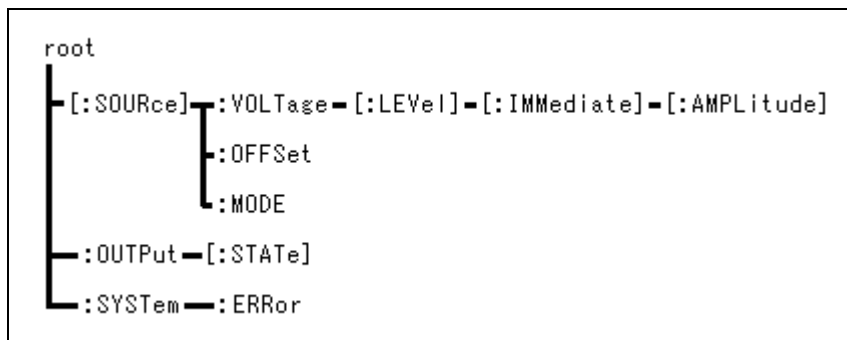 root
[:SOURce] :VOLTage [:LEVel] [:IMMediate] [:AMPLitude]
:OFFSet
:MODE
:OUTPut [:STATe]
:SYSTem :ERRor